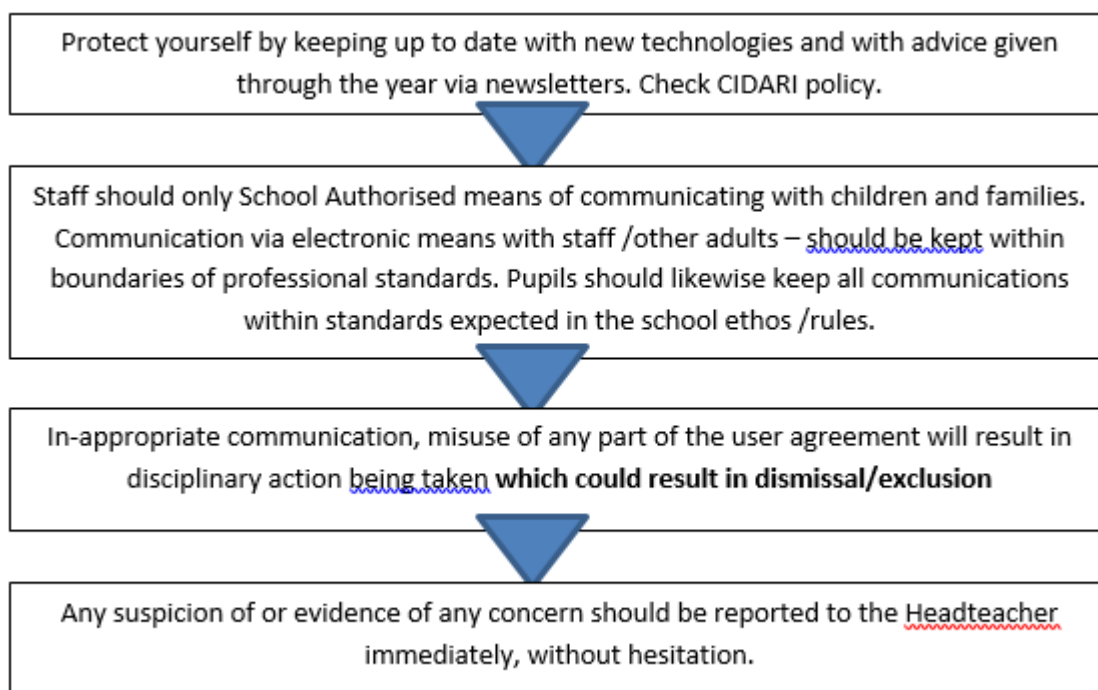 Protect yourself by keeping up to date with new technologies and with advice given
through the year via newsletters. Check CIDARI policy.
Staff should only School Authorised means of communicating with children and families.
Communication via electronic means with staff /other adults – should be kept within
boundaries of professional standards. Pupils should likewise keep all communications
within standards expected in the school ethos /rules.
In-appropriate communication, misuse of any part of the user agreement will result in
disciplinary action being taken which could result in dismissal/exclusion
Any suspicion of or evidence of any concern should be reported to the Headteacher
immediately, without hesitation.